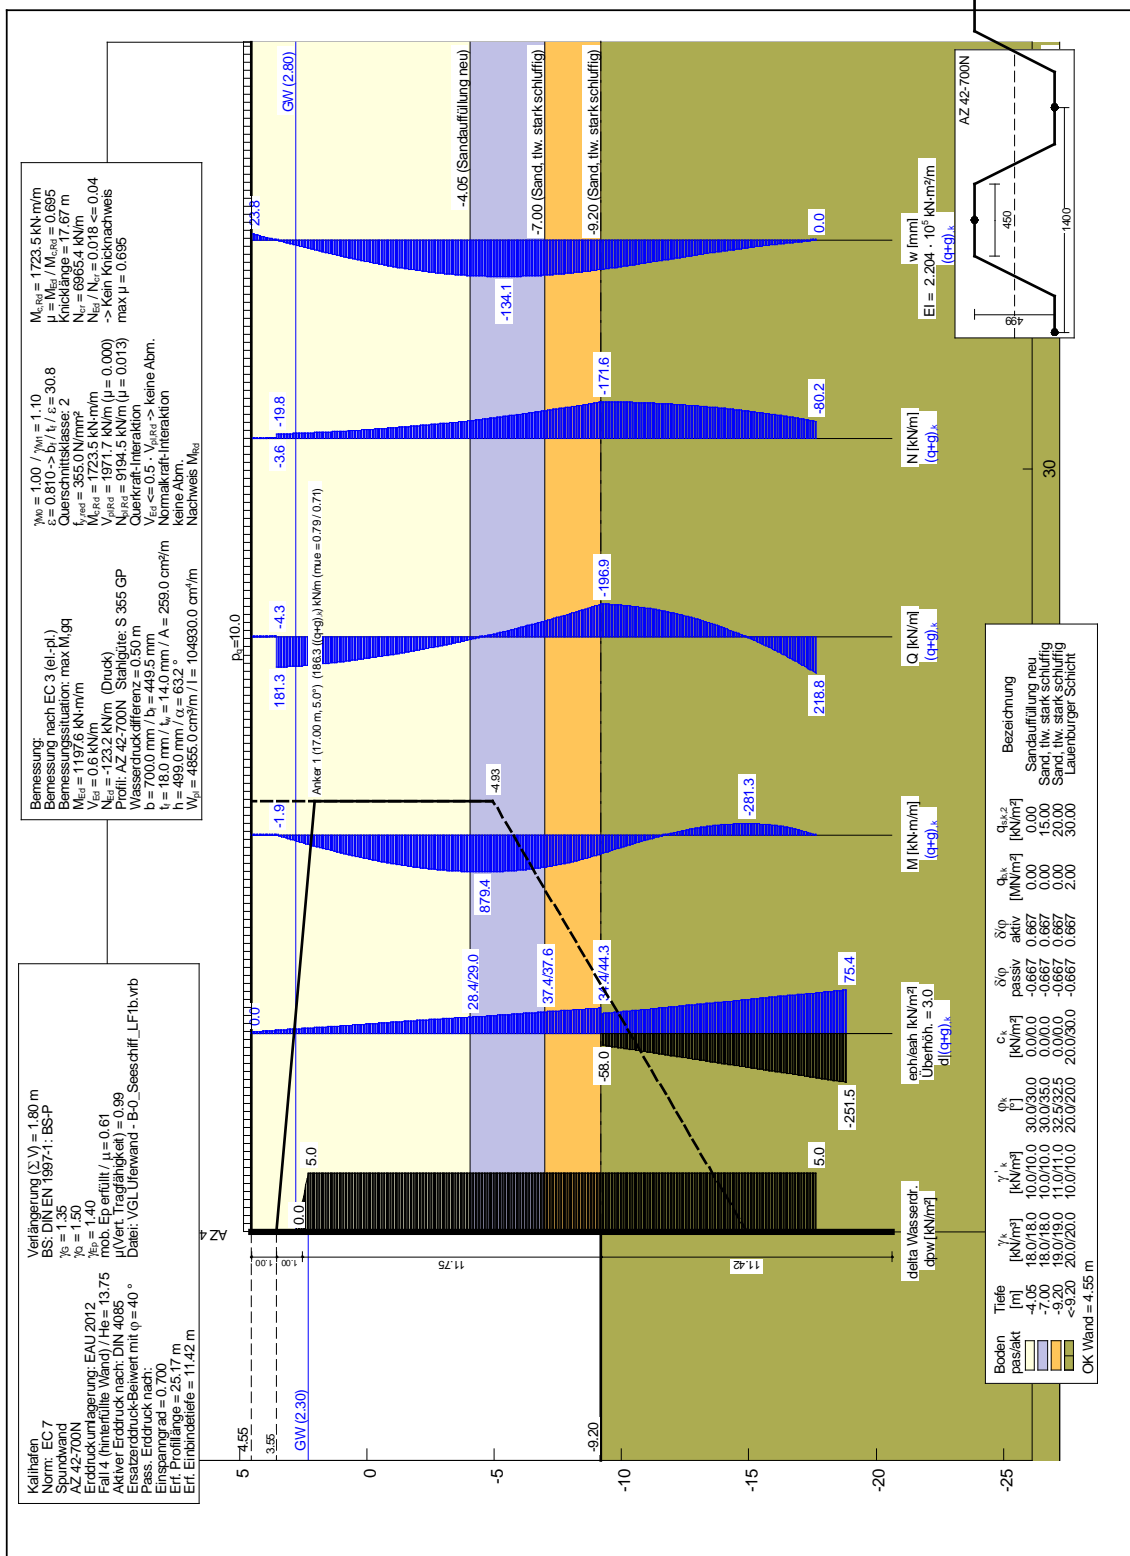 Kalihafen
Norm: EC 7
Spundwand
AZ 42-700N
Erddruckumlagerung: EAU 2012
Fall 4 (hinterfüllte Wand) / He = 13.75
Aktiver Erddruck nach: DIN 4085
Ersatzerddruck-Beiwert mit φ = 40 °
Pass. Erddruck nach:
Einspanngrad = 0.700
Erf. Profillänge = 25.17 m
Erf. Einbindetiefe = 11.42 m
Verlängerung (Σ V) = 1.80 m
BS: DIN EN 1997-1: BS-P
γG = 1.35
γQ = 1.50
γEp = 1.40
mob. Ep erfüllt / μ = 0.61
μ(Vert. Tragfähigkeit) = 0.99
Datei: VGL Uferwand - B-0_Seeschiff_LF1b.vrb
Bemessung:
Bemessung nach EC 3 (el.-pl.)
Bemessungssituation: max M,gq
MEd = 1197.6 kN·m/m
VEd = 0.6 kN/m
NEd = -123.2 kN/m (Druck)
Profil: AZ 42-700N Stahlgüte: S 355 GP
Wasserdruckdifferenz = 0.50 m
b = 700.0 mm / bf = 449.5 mm
tf = 18.0 mm / tw = 14.0 mm / A = 259.0 cm²/m
h = 499.0 mm / α = 63.2 °
Wpl = 4855.0 cm³/m / I = 104930.0 cm⁴/m
γM0 = 1.00 / γM1 = 1.10
ε = 0.810 -> bf / tf / ε = 30.8
Querschnittsklasse: 2
fy,red = 355.0 N/mm²
Mc,Rd = 1723.5 kN·m/m
Vpl,Rd = 1971.7 kN/m (μ = 0.000)
Npl,Rd = 9194.5 kN/m (μ = 0.013)
Querkraft-Interaktion
VEd <= 0.5 · Vpl,Rd -> keine Abm.
Normalkraft-Interaktion
keine Abm.
Nachweis MRd
Mc,Rd = 1723.5 kN·m/m
μ = MEd / Mc,Rd = 0.695
Knicklänge = 17.67 m
Ncr = 6965.4 kN/m
NEd / Ncr = 0.018 <= 0.04
-> Kein Knicknachweis
max μ = 0.695
AZ 4
pq=10.0
4.55
3.55
GW (2.30)
-9.20
5
0
-5
-10
-15
-20
-25
30
1.00
1.00
11.75
11.42
0.0
5.0
5.0
delta Wasserdr.
dpw [kN/m²]
0.0
28.4/29.0
37.4/37.6
34.4/44.3
75.4
-58.0
-251.5
eph/eah [kN/m²]
Überhöh. = 3.0
d|(q+g),k
-1.9
879.4
-281.3
M [kN·m/m]
(q+g),k
Anker 1 (17.00 m, 5.0°) (186.3 ((q+g),k) kN/m (mue = 0.79 / 0.71)
-4.93
181.3
-4.3
-196.9
218.8
Q [kN/m]
(q+g),k
-3.6
-19.8
-171.6
-80.2
N [kN/m]
(q+g),k
23.8
-134.1
0.0
w [mm]
EI = 2.204 · 10⁵ kN·m²/m
(q+g),k
GW (2.80)
-4.05 (Sandauffüllung neu)
-7.00 (Sand, tlw. stark schluffig)
-9.20 (Sand, tlw. stark schluffig)
AZ 42-700N
450
499
1400
Boden Tiefe γk γ'k φk ck δ/φ δ/φ qb,k qs,k,2 Bezeichnung
pas/akt [m] [kN/m³] [kN/m³] [°] [kN/m²] passiv aktiv [MN/m²] [kN/m²]
-4.05 18.0/18.0 10.0/10.0 30.0/30.0 0.0/0.0 -0.667 0.667 0.00 0.00 Sandauffüllung neu
-7.00 18.0/18.0 10.0/10.0 30.0/35.0 0.0/0.0 -0.667 0.667 0.00 15.00 Sand, tlw. stark schluffig
-9.20 19.0/19.0 11.0/11.0 32.5/32.5 0.0/0.0 -0.667 0.667 0.00 20.00 Sand, tlw. stark schluffig
<-9.20 20.0/20.0 10.0/10.0 20.0/20.0 20.0/30.0 -0.667 0.667 2.00 30.00 Lauenburger Schicht
OK Wand = 4.55 m